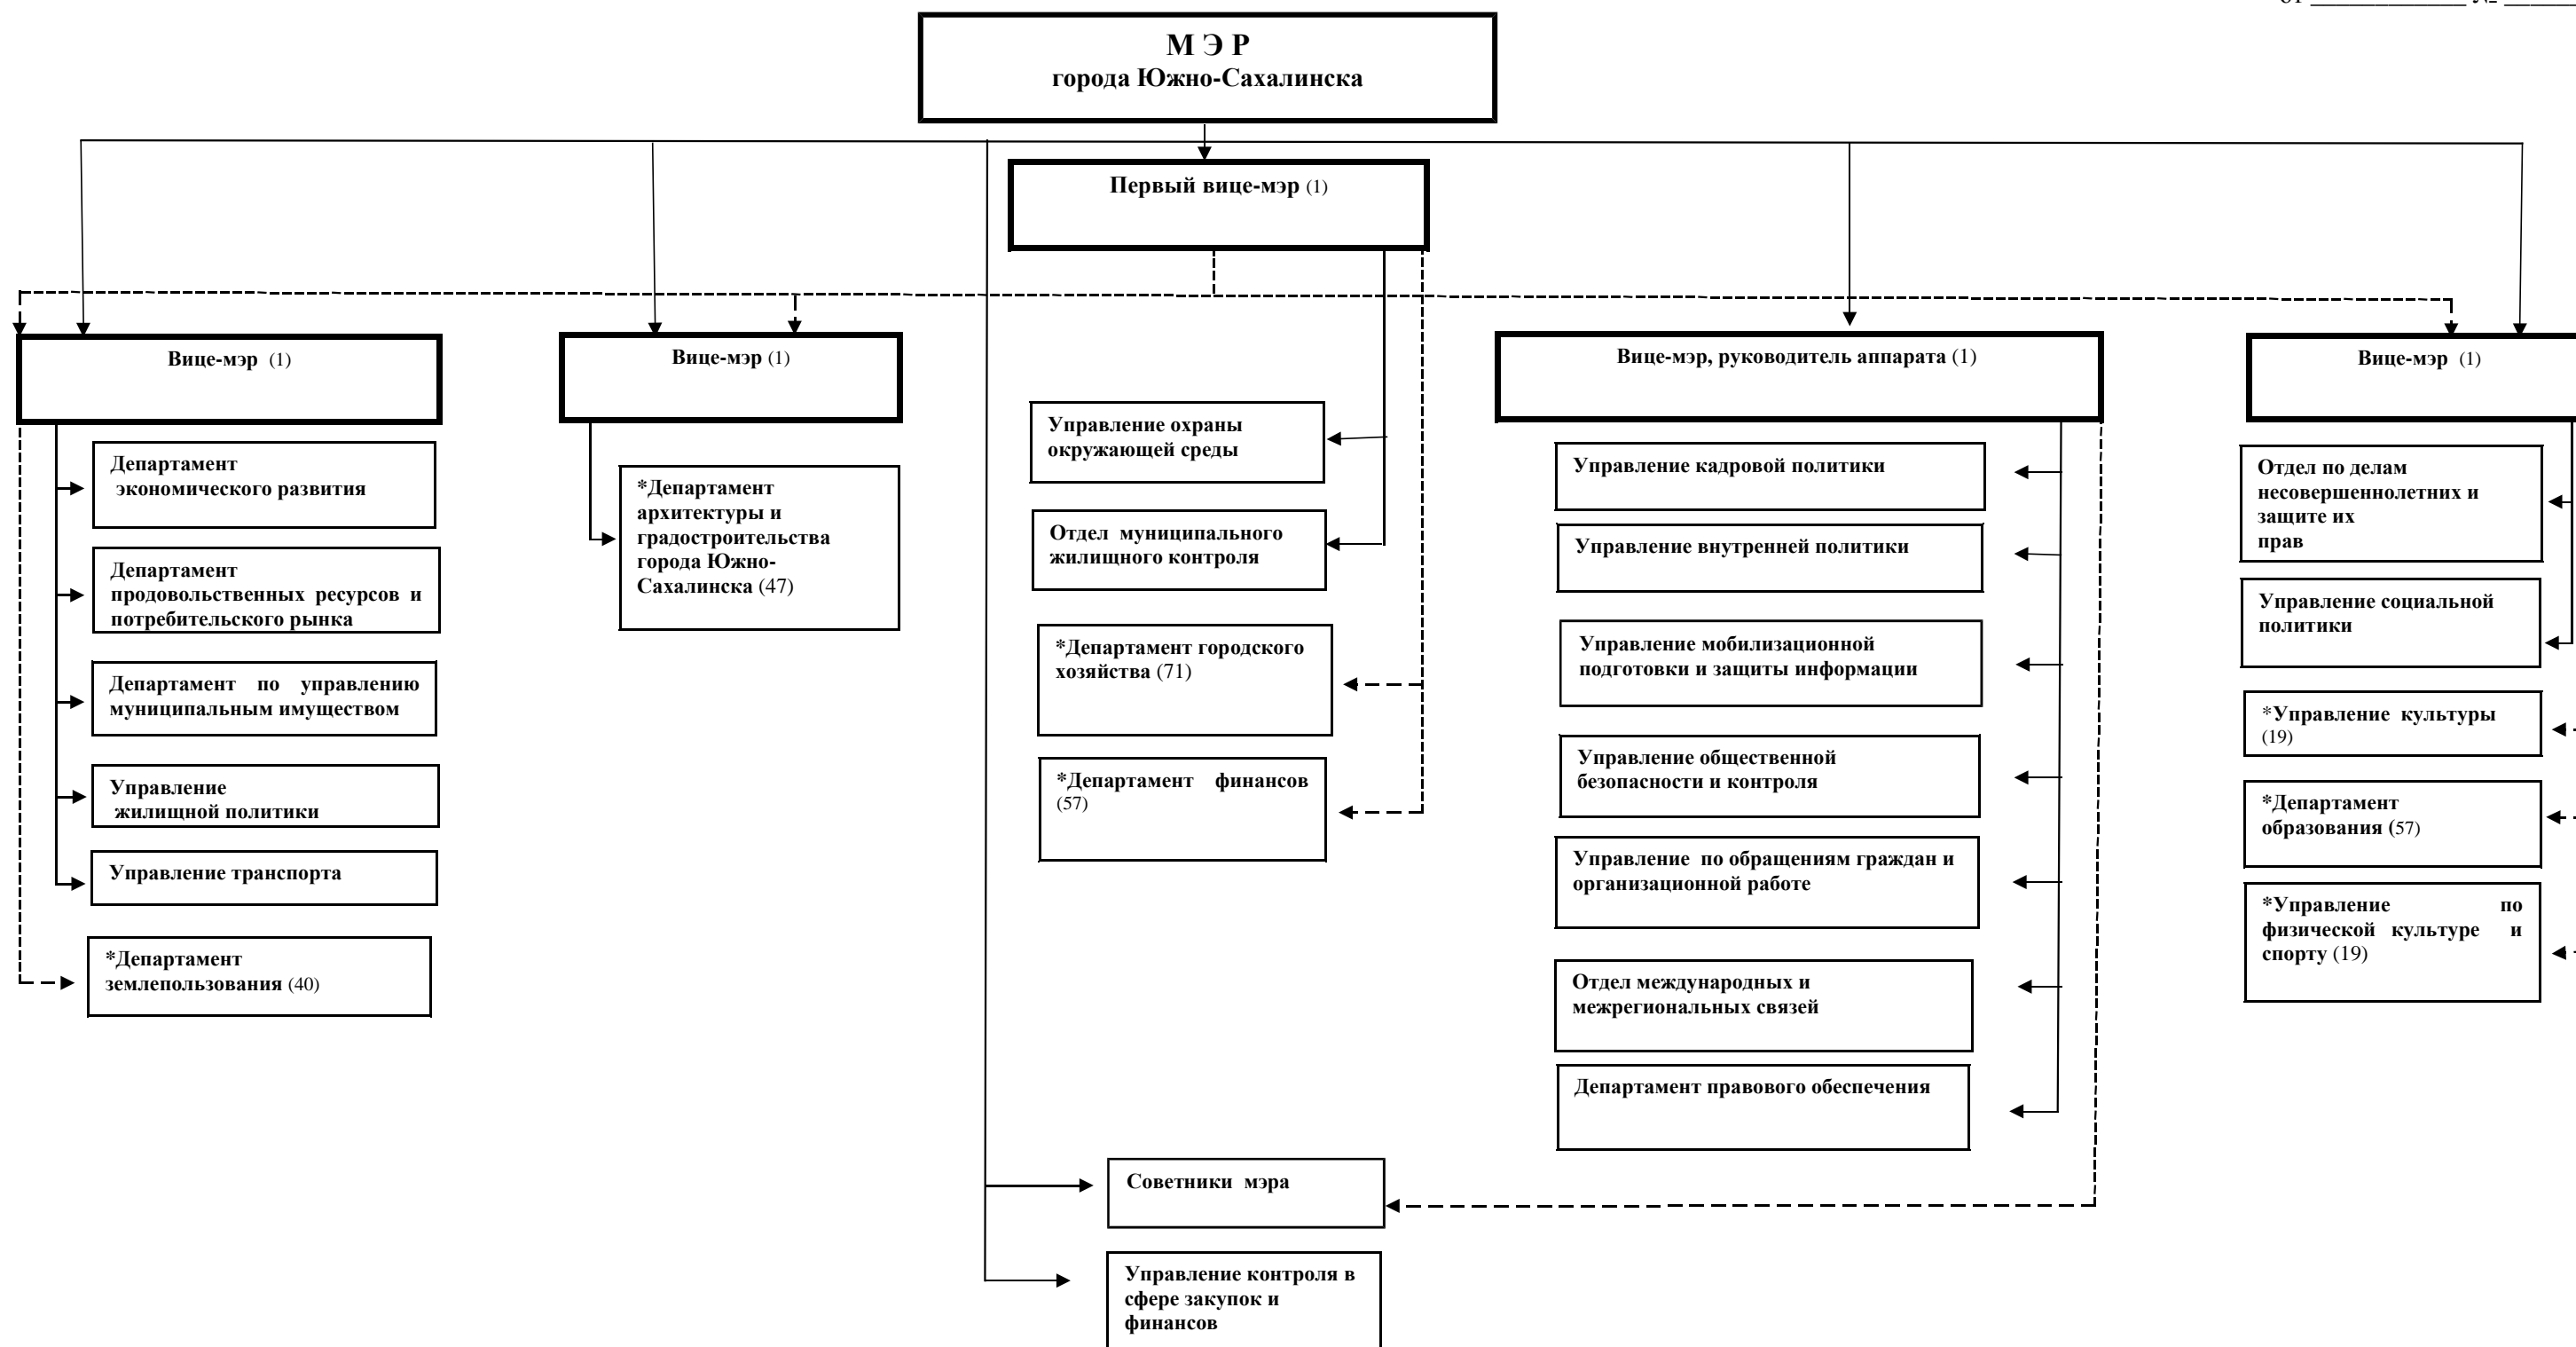 от ______________ № ______
М Э Р
города Южно-Сахалинска
Первый вице-мэр (1)
Вице-мэр (1)
Департамент
экономического развития
Департамент
продовольственных ресурсов и
потребительского рынка
Департамент по управлению
муниципальным имуществом
Управление
жилищной политики
Управление транспорта
*Департамент
землепользования (40)
Вице-мэр (1)
*Департамент
архитектуры и
градостроительства
города Южно-
Сахалинска (47)
Управление охраны
окружающей среды
Отдел муниципального
жилищного контроля
*Департамент городского
хозяйства (71)
*Департамент финансов
(57)
Вице-мэр, руководитель аппарата (1)
Управление кадровой политики
Управление внутренней политики
Управление мобилизационной
подготовки и защиты информации
Управление общественной
безопасности и контроля
Управление по обращениям граждан и
организационной работе
Отдел международных и
межрегиональных связей
Департамент правового обеспечения
Вице-мэр (1)
Отдел по делам
несовершеннолетних и
защите их
прав
Управление социальной
политики
*Управление культуры
(19)
*Департамент
образования (57)
*Управление по
физической культуре и
спорту (19)
Советники мэра
Управление контроля в
сфере закупок и
финансов